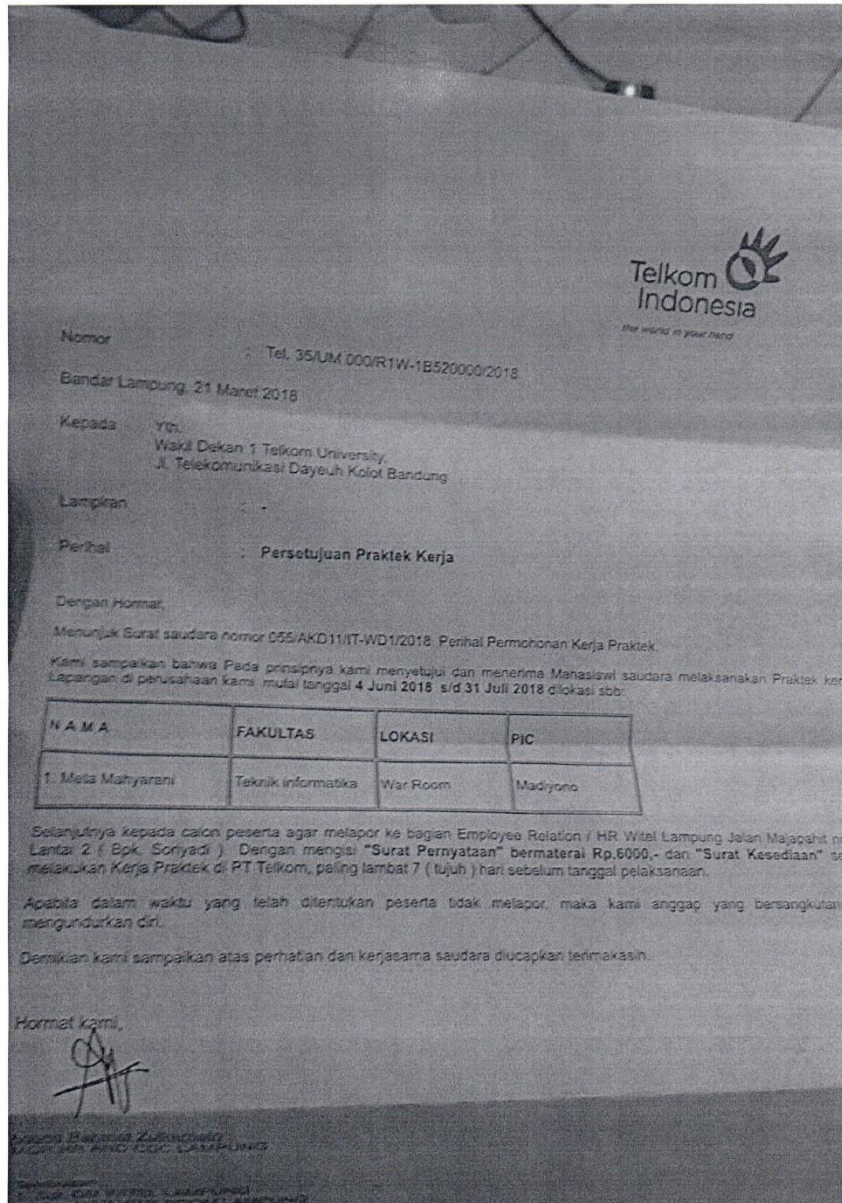 Telkom
Indonesia
the world in your hand
Nomor : Tel. 35/UM 000/R1W-1B520000/2018
Bandar Lampung, 21 Maret 2018
Kepada Yth.
Wakil Dekan 1 Telkom University,
Jl. Telekomunikasi Dayeuh Kolot Bandung
Lampiran : -
Perihal : Persetujuan Praktek Kerja
Dengan Hormat,
Menunjuk Surat saudara nomor 055/AKD11/IT-WD1/2018 Perihal Permohonan Kerja Praktek.
Kami sampaikan bahwa Pada prinsipnya kami menyetujui dan menerima Mahasiswi saudara melaksanakan Praktek ker
Lapangan di perusahaan kami mulai tanggal 4 Juni 2018 s/d 31 Juli 2018 dilokasi sbb:
N A M A FAKULTAS LOKASI PIC
1. Mahyarani Teknik informatika War Room Madiyono
Selanjutnya kepada calon peserta agar melapor ke bagian Employee Relation / HR Witel Lampung Jalan Majapahit
Lantai 2 ( Bpk. Soriyadi ) Dengan mengisi "Surat Pernyataan" bermaterai Rp.6000,- dan "Surat Kesediaan"
melakukan Kerja Praktek di PT Telkom, paling lambat 7 ( tujuh ) hari sebelum tanggal pelaksanaan.
Apabila dalam waktu yang telah ditentukan peserta tidak melapor, maka kami anggap yang bersangkutan
mengundurkan diri.
Demikian kami sampaikan atas perhatian dan kerjasama saudara diucapkan terimakasih.
Hormat kami,
LAMPUNG